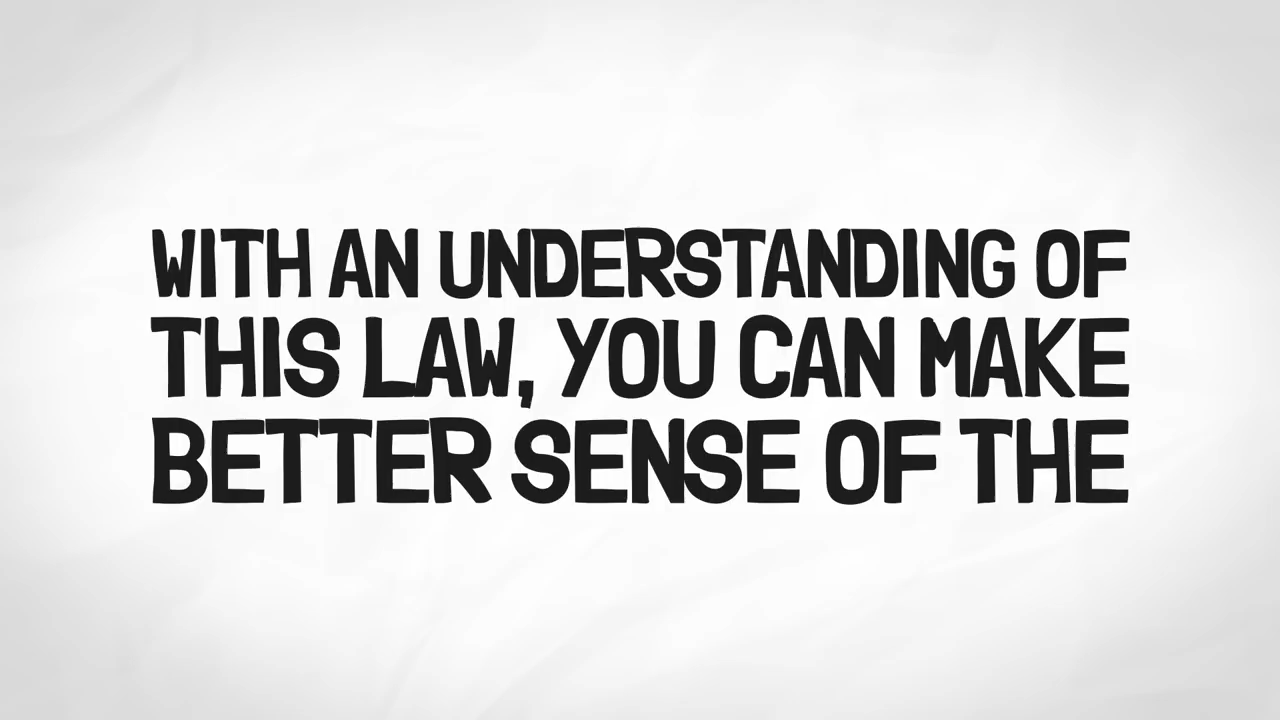 WITH AN UNDERSTANDING OF
THIS LAW, YOU CAN MAKE
BETTER SENSE OF THE